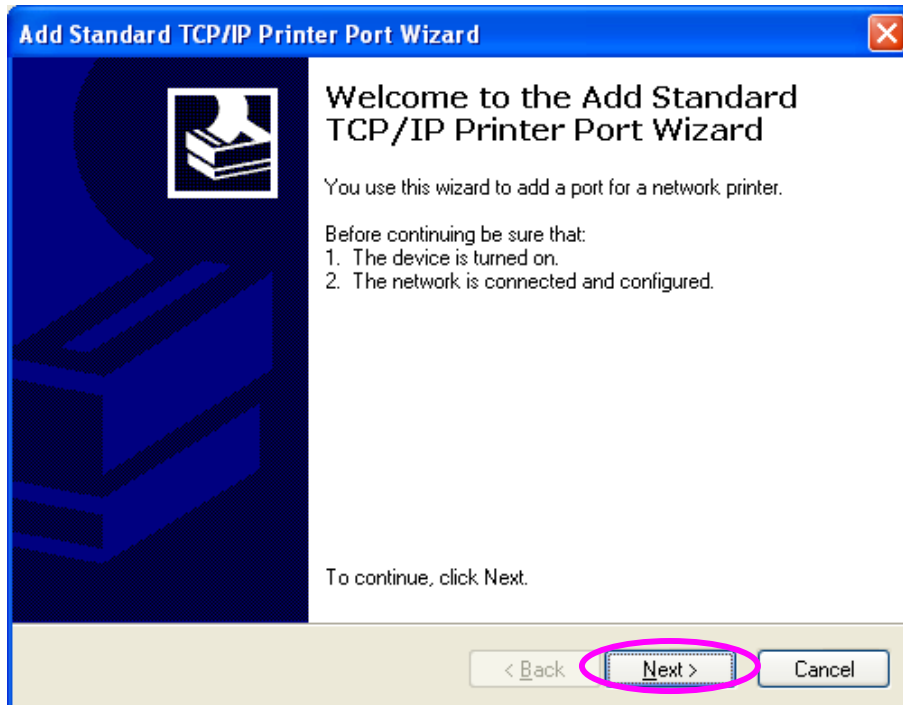 Add Standard TCP/IP Printer Port Wizard
Welcome to the Add Standard
TCP/IP Printer Port Wizard
You use this wizard to add a port for a network printer.
Before continuing be sure that:
1. The device is turned on.
2. The network is connected and configured.
To continue, click Next.
< Back Next > Cancel